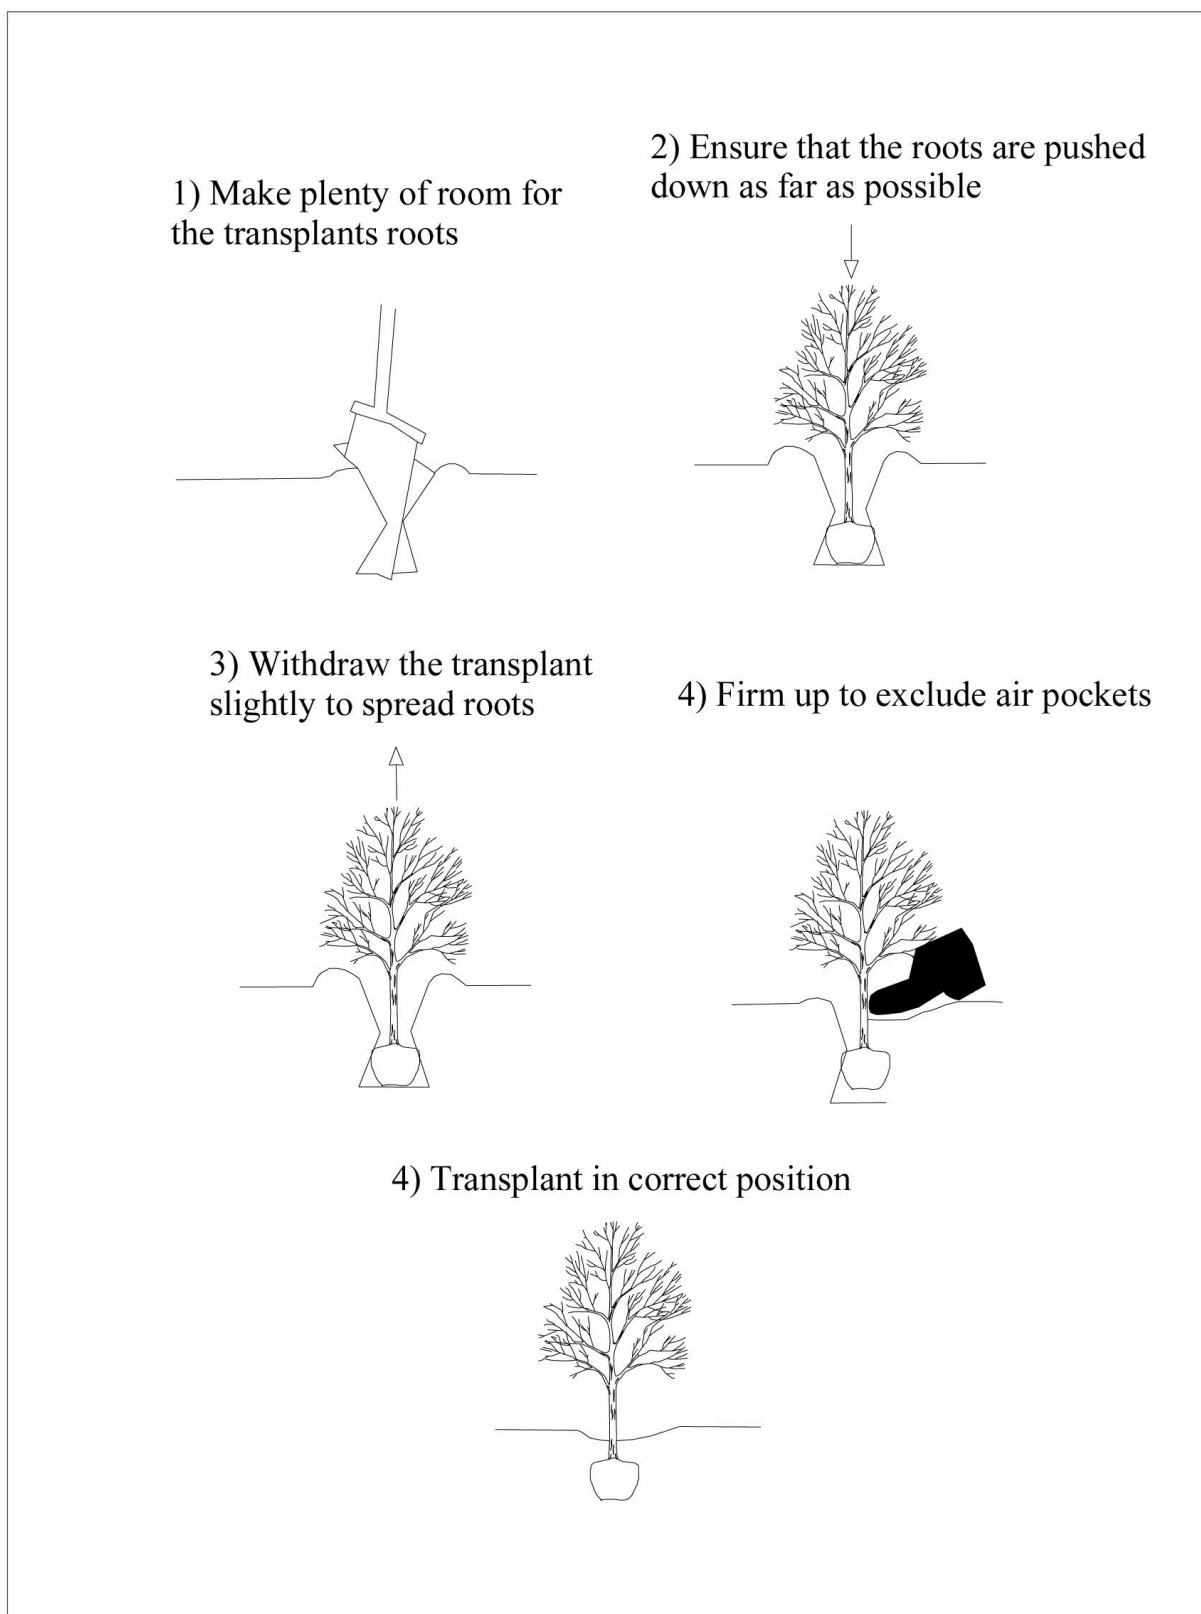 1) Make plenty of room for
the transplants roots
2) Ensure that the roots are pushed
down as far as possible
3) Withdraw the transplant
slightly to spread roots
4) Firm up to exclude air pockets
4) Transplant in correct position